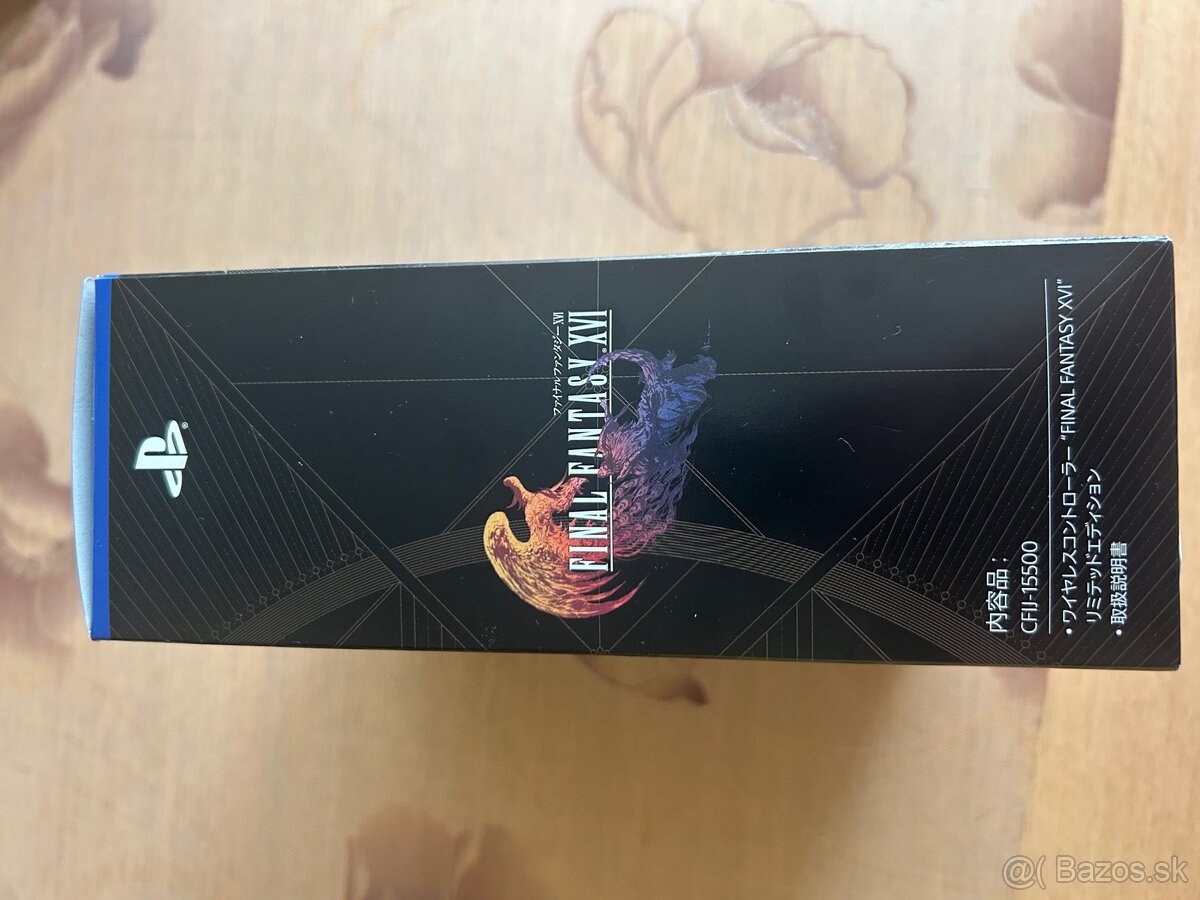 ファイナルファンタジーXVI
FINAL FANTASY XVI
内容品：
CFIJ-15500
・ワイヤレスコントローラー “FINAL FANTASY XVI”
リミテッドエディション
・取扱説明書
@( Bazos.sk